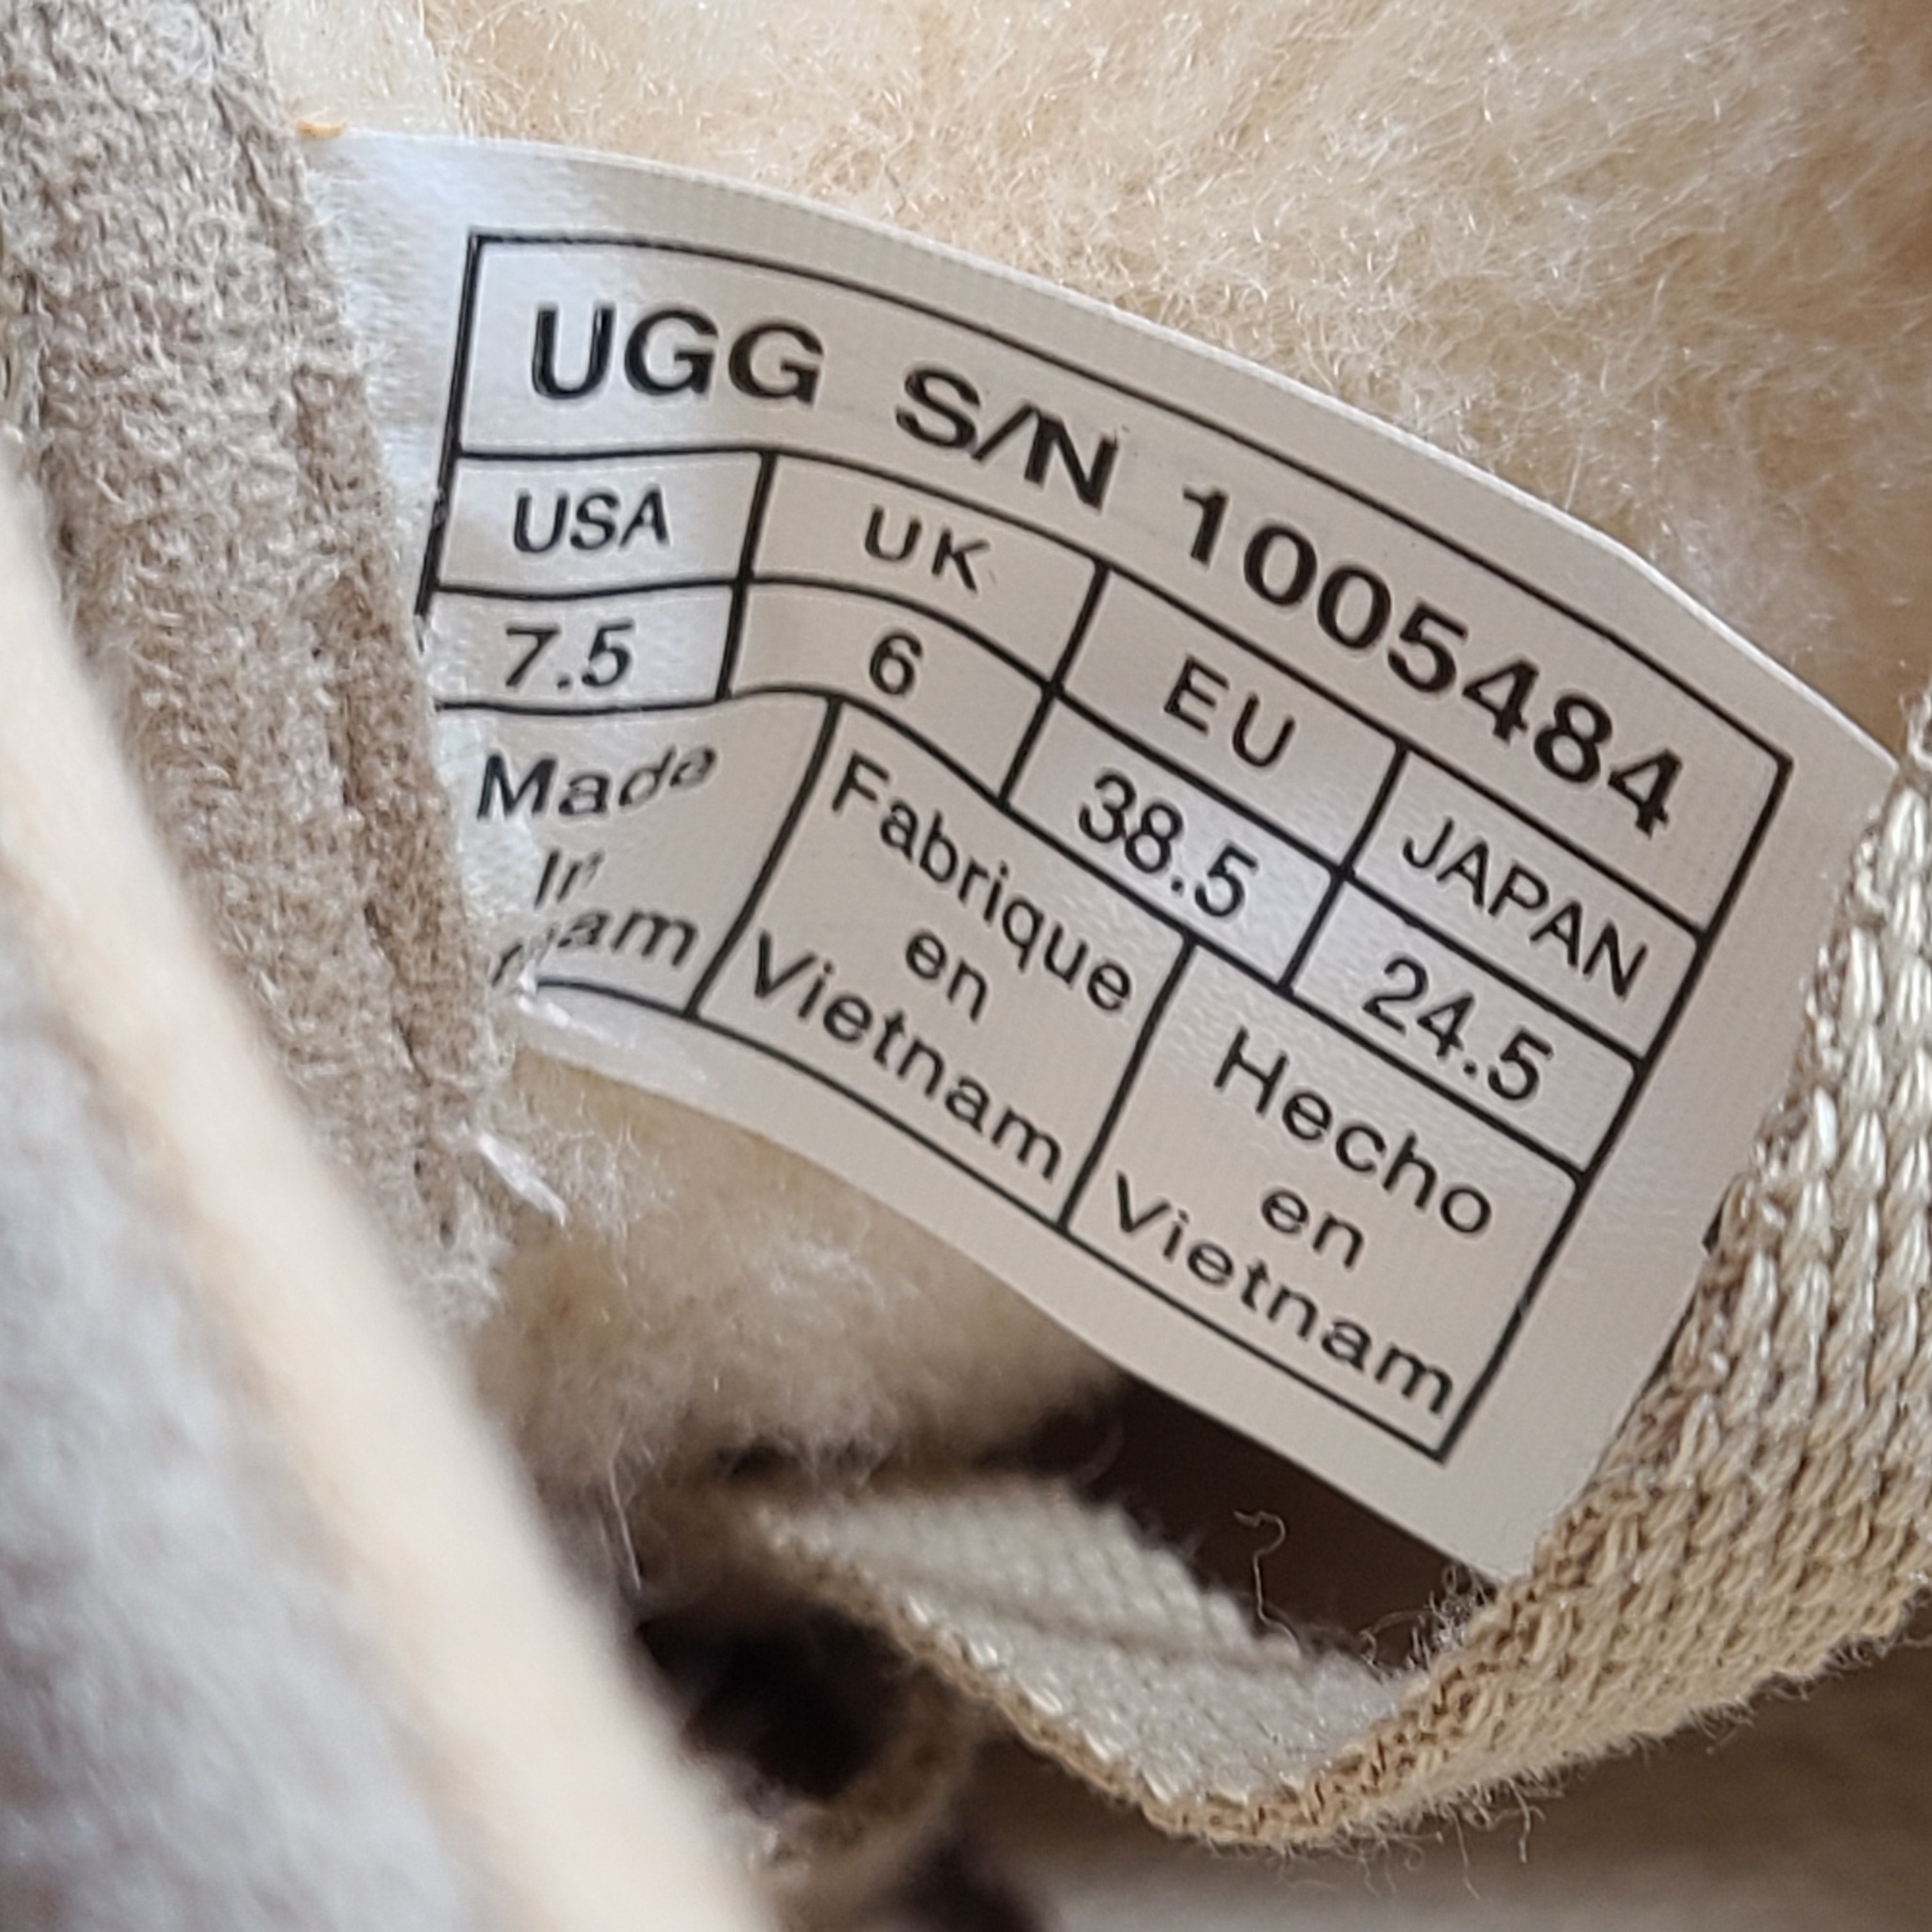 UGG S/N 1005484
USA UK EU JAPAN
7.5 6 38.5 24.5
Made
In
Fabrique
en
Vietnam
Hecho
en
Vietnam